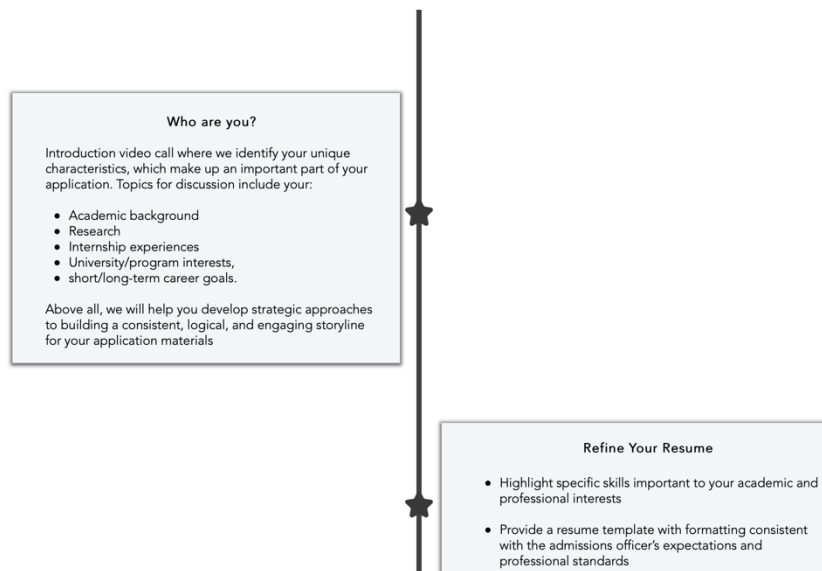 Who are you?
Introduction video call where we identify your unique
characteristics, which make up an important part of your
application. Topics for discussion include your:
• Academic background
• Research
• Internship experiences
• University/program interests,
• short/long-term career goals.
Above all, we will help you develop strategic approaches
to building a consistent, logical, and engaging storyline
for your application materials
Refine Your Resume
• Highlight specific skills important to your academic and
professional interests
• Provide a resume template with formatting consistent
with the admissions officer's expectations and
professional standards